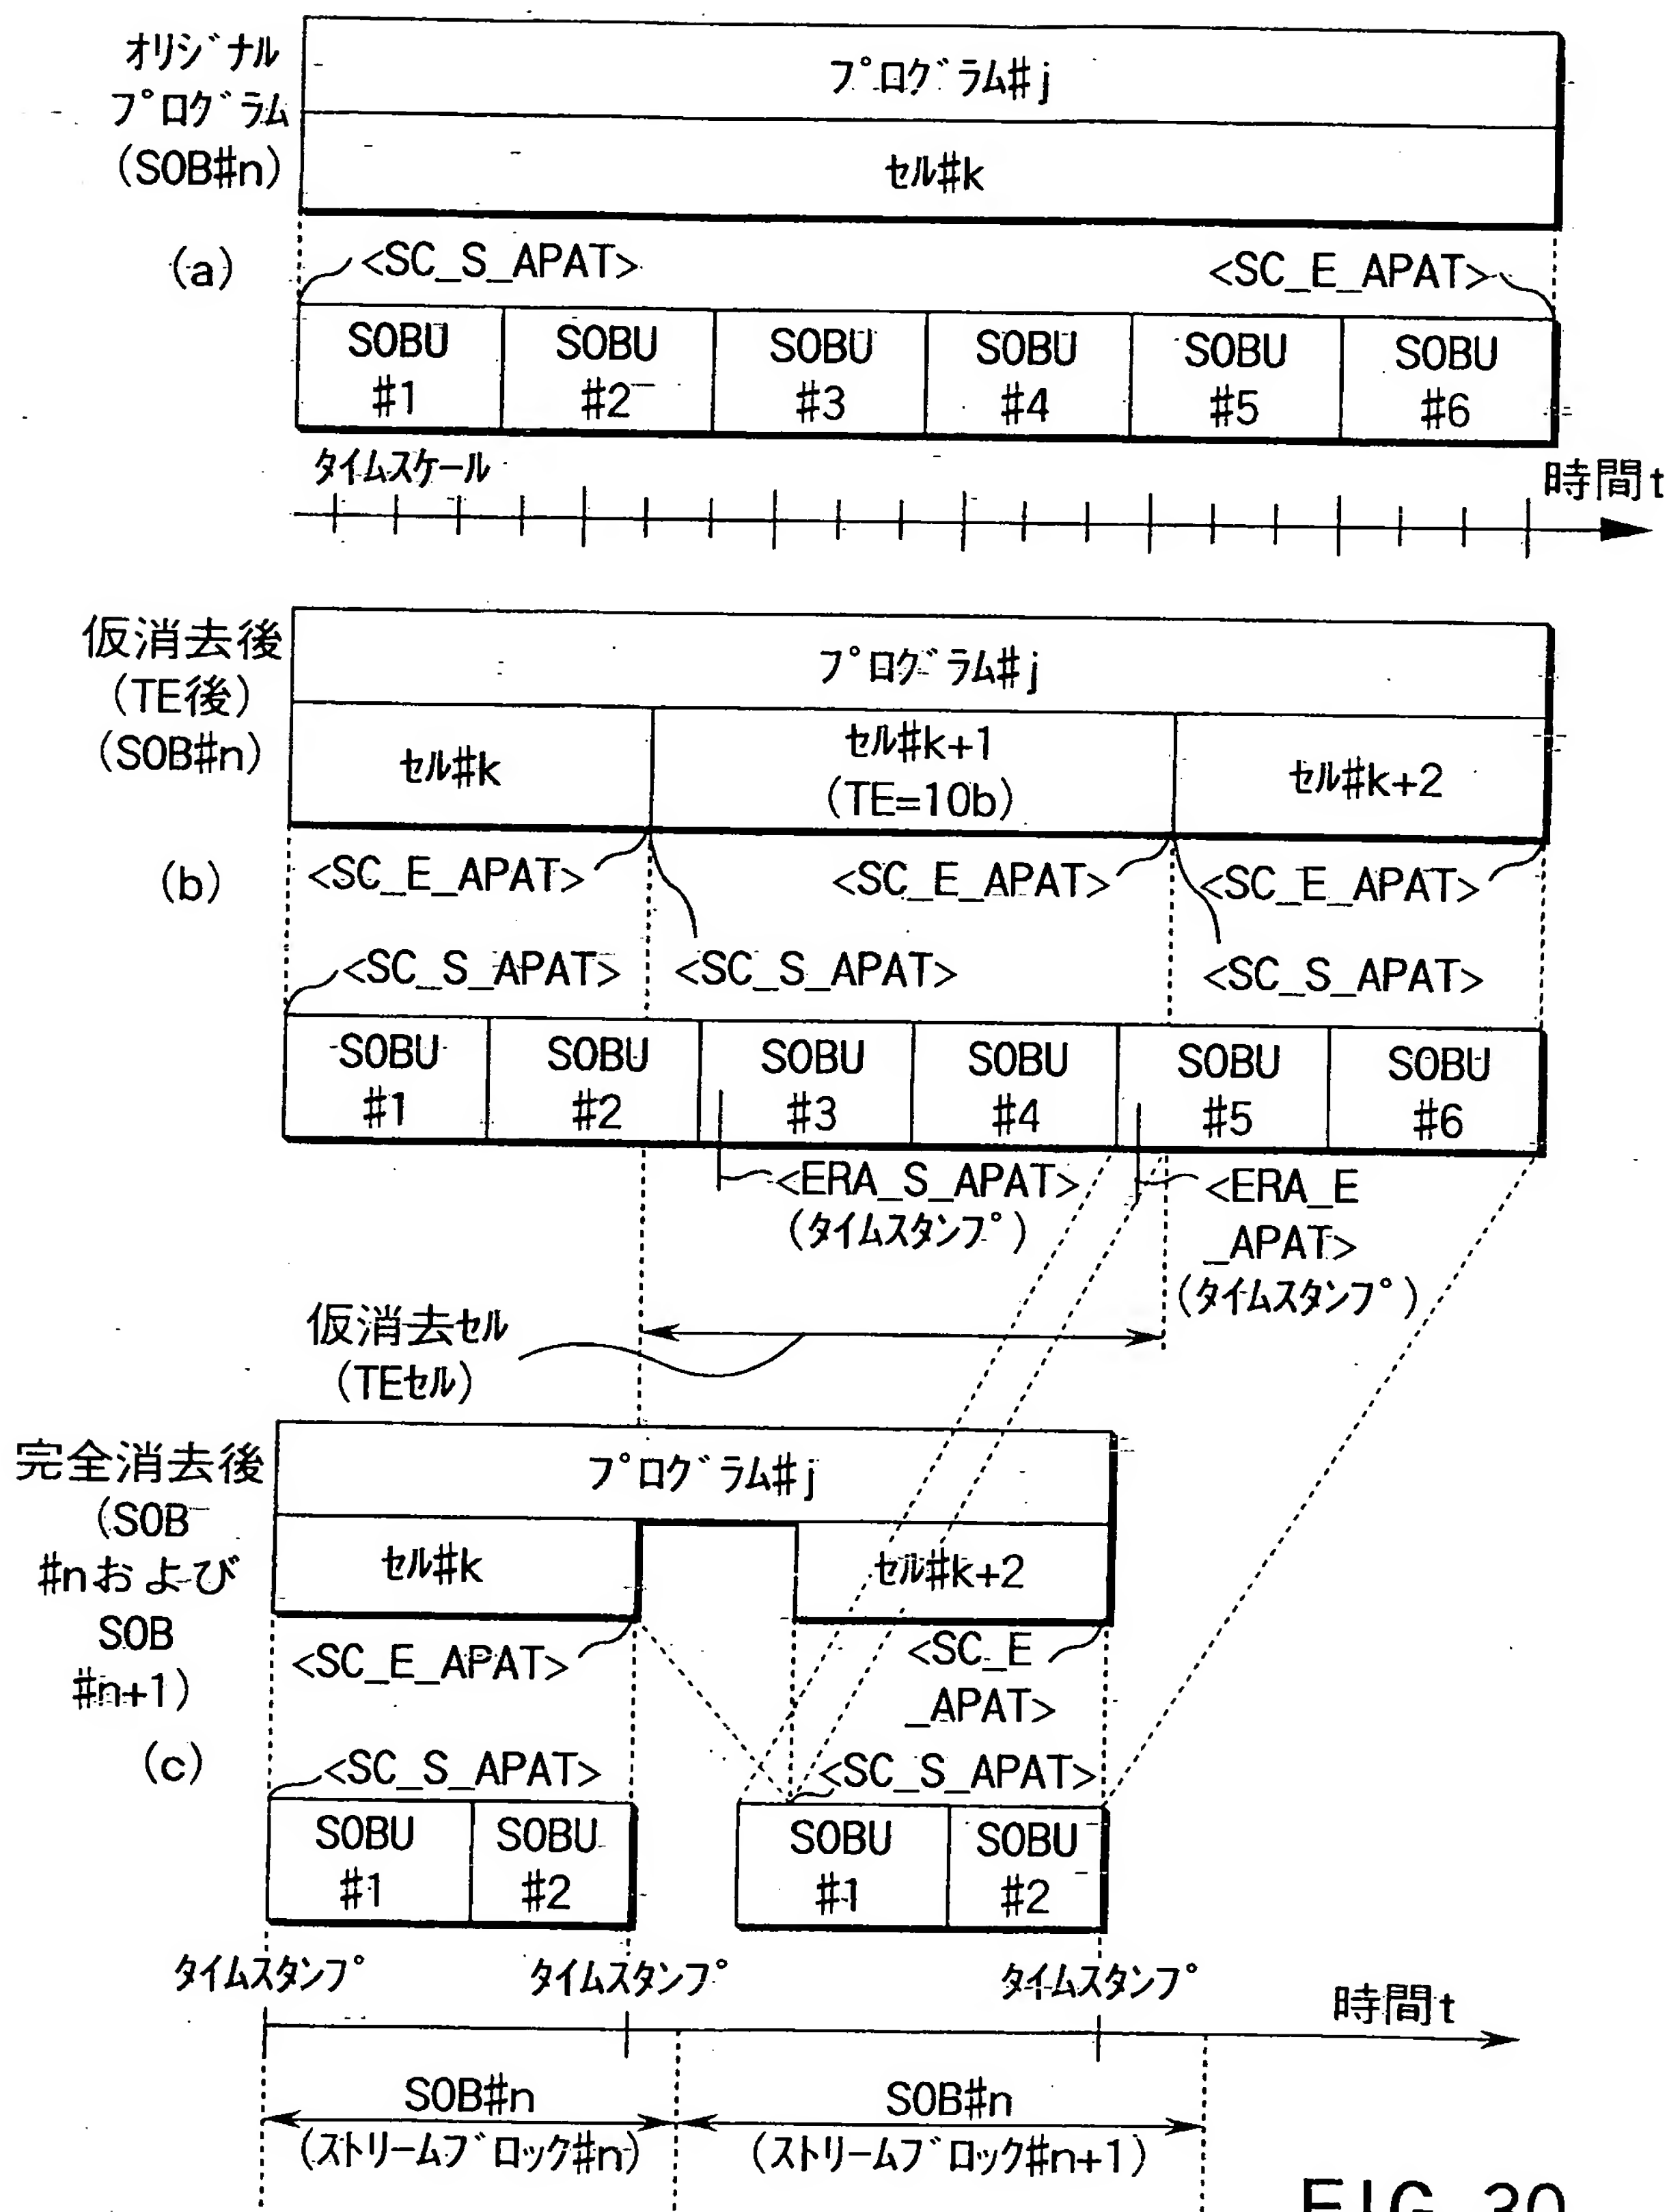 オリジナル
プログラム
(SOB#n)
プログラム#j
セル#k
(a)
<SC_S_APAT>
<SC_E_APAT>
SOBU
#1
SOBU
#2
SOBU
#3
SOBU
#4
SOBU
#5
SOBU
#6
タイムスケール
時間t
仮消去後
(TE後)
(SOB#n)
プログラム#j
セル#k
セル#k+1
(TE=10b)
セル#k+2
(b)
<SC_E_APAT>
<SC_E_APAT>
<SC_E_APAT>
<SC_S_APAT>
<SC_S_APAT>
<SC_S_APAT>
SOBU
#1
SOBU
#2
SOBU
#3
SOBU
#4
SOBU
#5
SOBU
#6
<ERA_S_APAT>
(タイムスタンプ)
<ERA_E
_APAT>
(タイムスタンプ)
仮消去セル
(TEセル)
完全消去後
(SOB
#nおよび
SOB
#n+1)
プログラム#j
セル#k
セル#k+2
<SC_E_APAT>
<SC_E
_APAT>
(c)
<SC_S_APAT>
<SC_S_APAT>
SOBU
#1
SOBU
#2
SOBU
#1
SOBU
#2
タイムスタンプ
タイムスタンプ
タイムスタンプ
時間t
SOB#n
(ストリームブロック#n)
SOB#n
(ストリームブロック#n+1)
FIG. 30